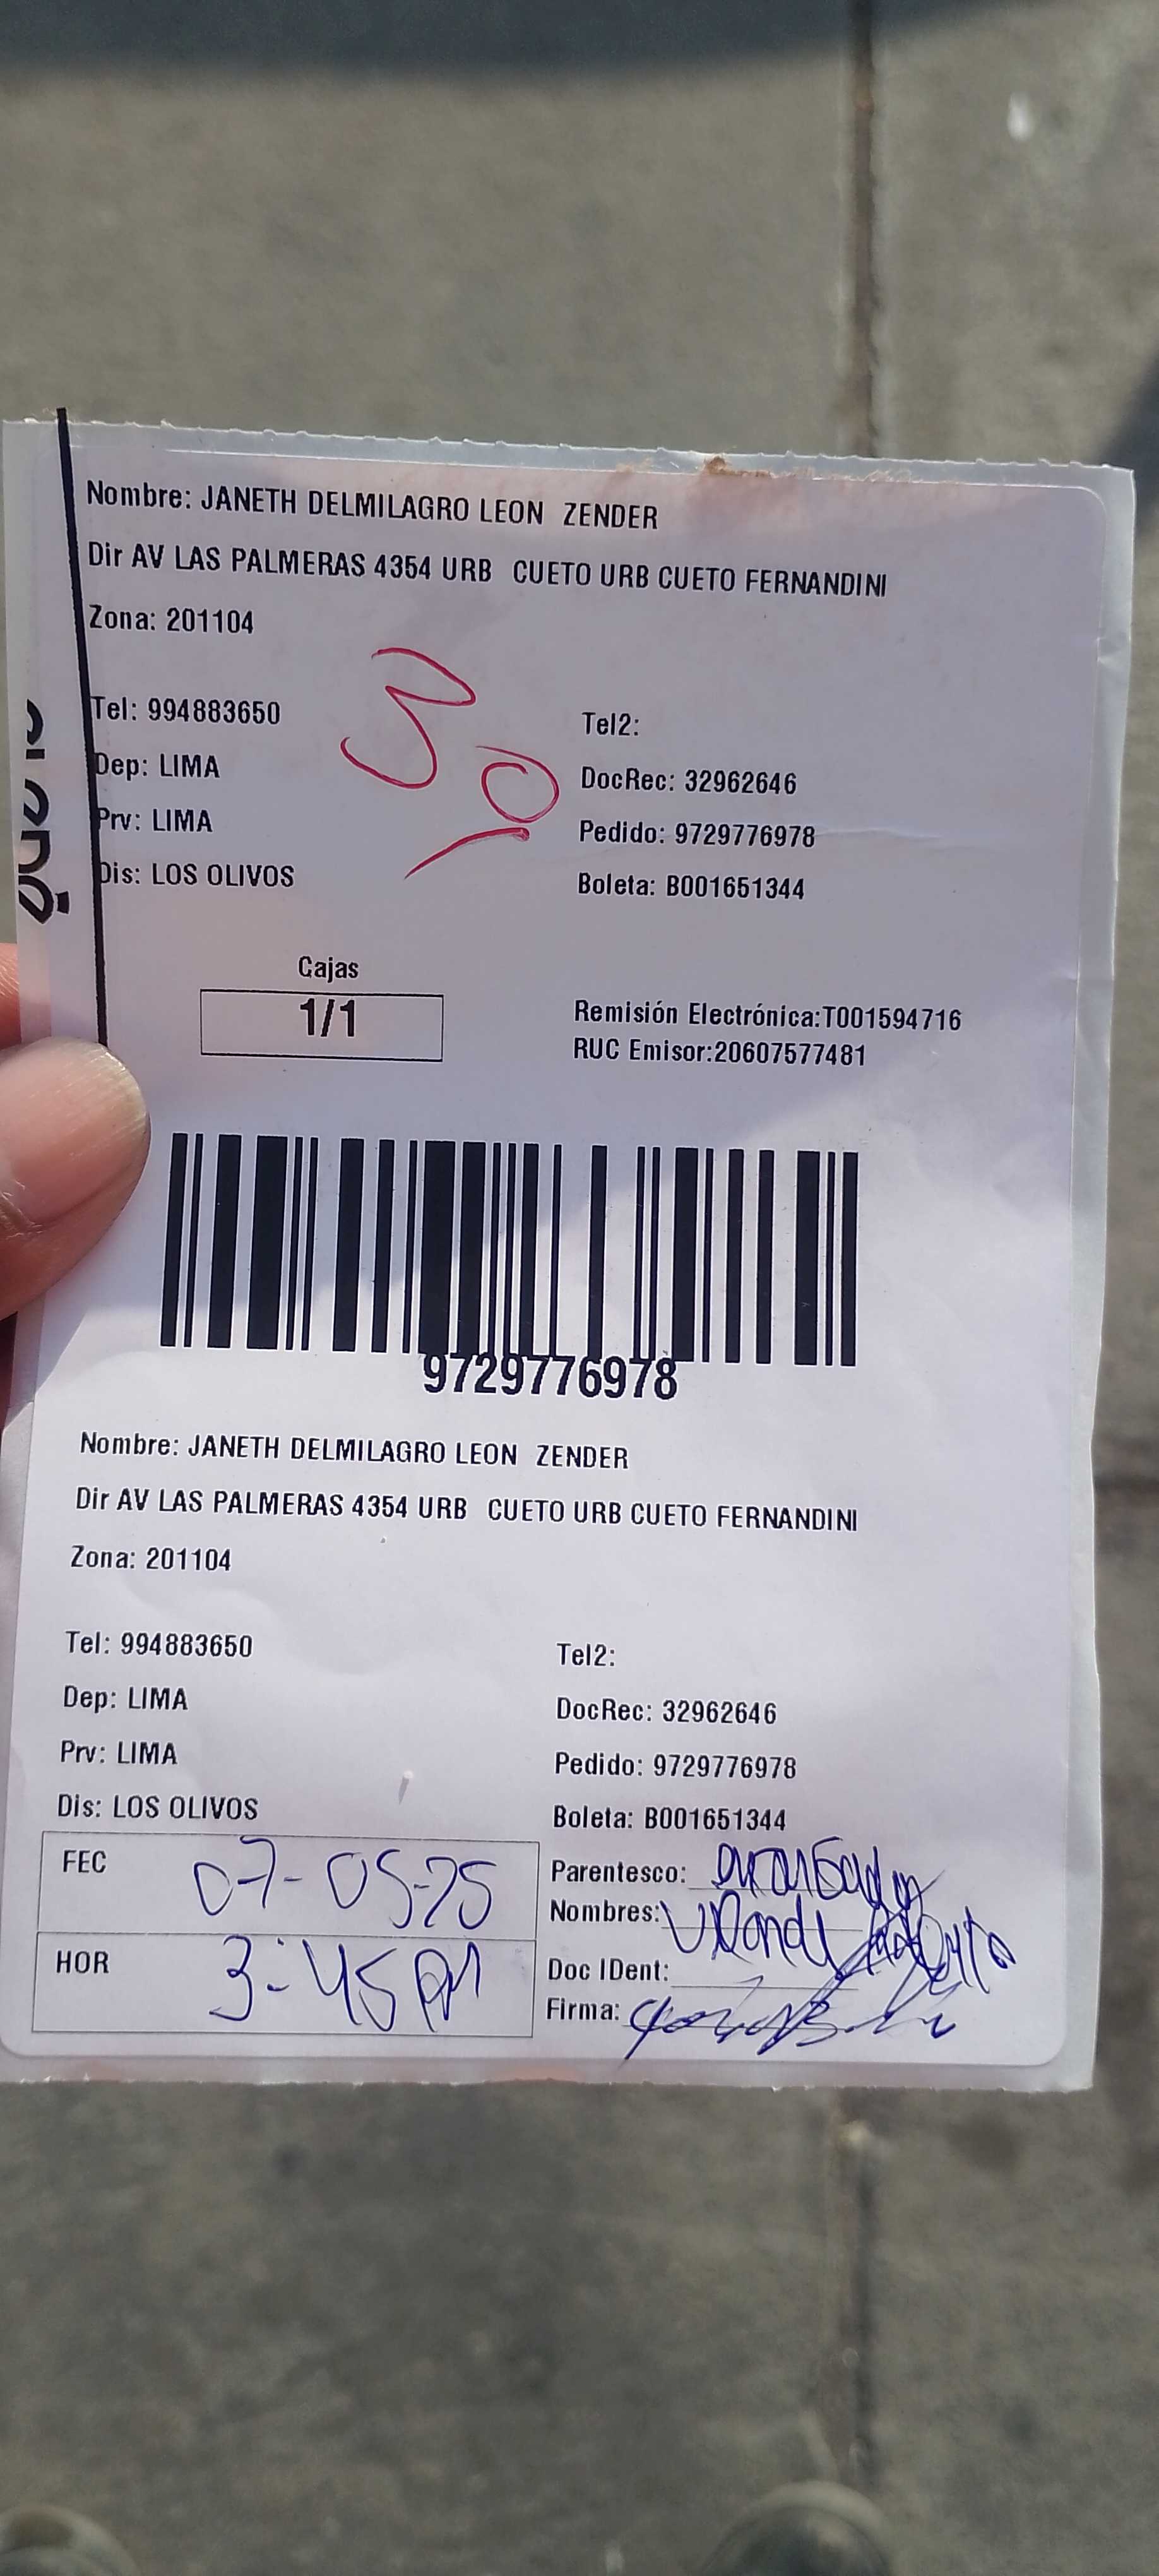 Nombre: JANETH DELMILAGRO LEON ZENDER
Dir AV LAS PALMERAS 4354 URB CUETO URB CUETO FERNANDINI
Zona: 201104
30
Tel: 994883650 Tel2:
Dep: LIMA DocRec: 32962646
Prv: LIMA Pedido: 9729776978
Dis: LOS OLIVOS Boleta: B001651344
Cajas
1/1
Remisión Electrónica:T001594716
RUC Emisor:20607577481
9729776978
Nombre: JANETH DELMILAGRO LEON ZENDER
Dir AV LAS PALMERAS 4354 URB CUETO URB CUETO FERNANDINI
Zona: 201104
Tel: 994883650 Tel2:
Dep: LIMA DocRec: 32962646
Prv: LIMA Pedido: 9729776978
Dis: LOS OLIVOS Boleta: B001651344
FEC 07-05-25 Parentesco:
Nombres:
HOR 3:45 PM Doc IDent:
Firma: